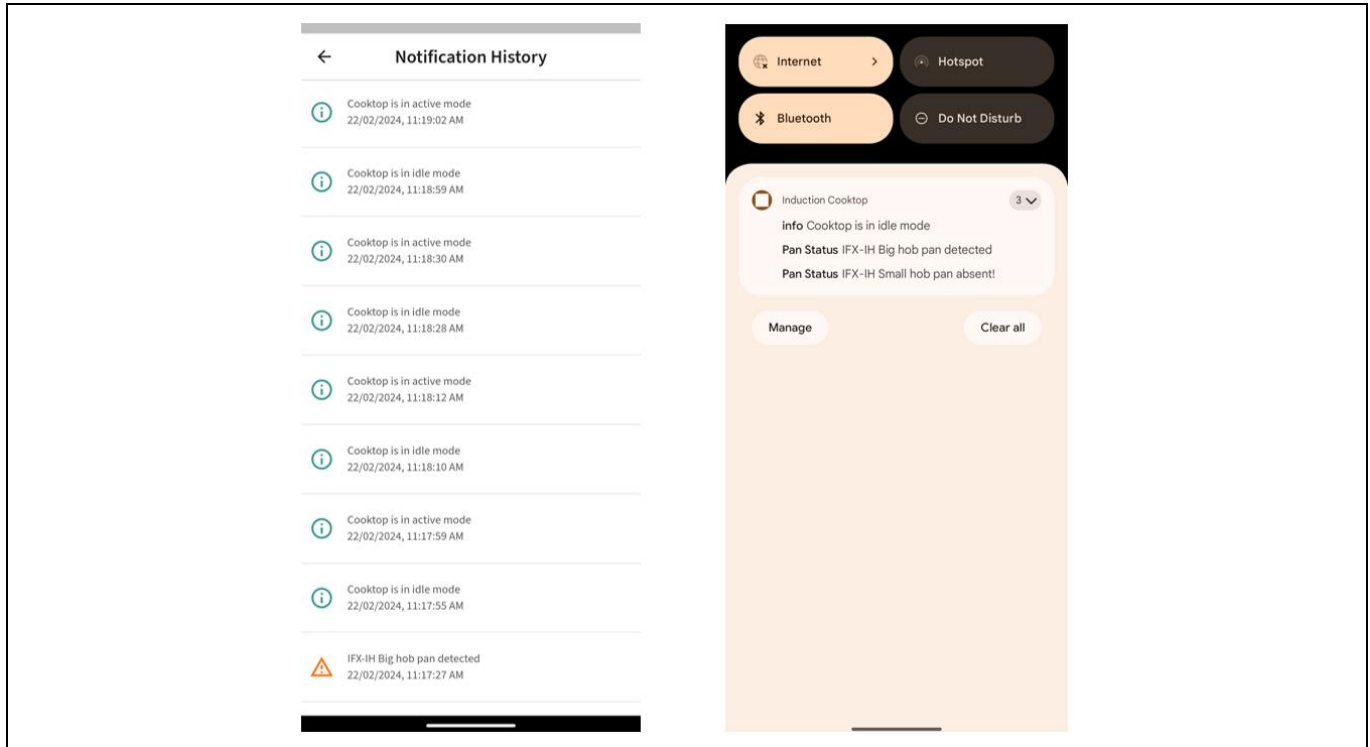 Notification History
Cooktop is in active mode
22/02/2024, 11:19:02 AM
Cooktop is in idle mode
22/02/2024, 11:18:59 AM
Cooktop is in active mode
22/02/2024, 11:18:30 AM
Cooktop is in idle mode
22/02/2024, 11:18:28 AM
Cooktop is in active mode
22/02/2024, 11:18:12 AM
Cooktop is in idle mode
22/02/2024, 11:18:10 AM
Cooktop is in active mode
22/02/2024, 11:17:59 AM
Cooktop is in idle mode
22/02/2024, 11:17:55 AM
IFX-IH Big hob pan detected
22/02/2024, 11:17:27 AM
Internet
Hotspot
Bluetooth
Do Not Disturb
Induction Cooktop 3
info Cooktop is in idle mode
Pan Status IFX-IH Big hob pan detected
Pan Status IFX-IH Small hob pan absent!
Manage
Clear all